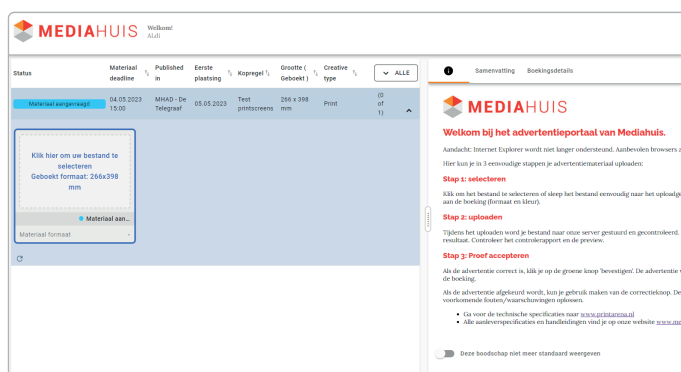 MEDIAHUIS
Welkom!
ALdi
Status
Materiaal deadline
Published in
Eerste plaatsing
Kopregel
Grootte ( Geboekt )
Creative type
ALLE
Materiaal aangevraagd
04.05.2023 15:00
MHAD - De Telegraaf
05.05.2023
Test printscreens
266 x 398 mm
Print
(0 of 1)
Klik hier om uw bestand te
selecteren
Geboekt formaat: 266x398
mm
Materiaal aan...
Materiaal formaat
-
Samenvatting
Boekingsdetails
MEDIAHUIS
Welkom bij het advertentieportaal van Mediahuis.
Aandacht: Internet Explorer wordt niet langer ondersteund. Aanbevolen browsers z
Hier kun je in 3 eenvoudige stappen je advertentiemateriaal uploaden:
Stap 1: selecteren
Klik om het bestand te selecteren of sleep het bestand eenvoudig naar het uploadge
aan de boeking (formaat en kleur).
Stap 2: uploaden
Tijdens het uploaden word je bestand naar onze server gestuurd en gecontroleerd.
resultaat. Controleer het controlerapport en de preview.
Stap 3: Proef accepteren
Als de advertentie correct is, klik je op de groene knop 'bevestigen'. De advertentie
de boeking.
Als de advertentie afgekeurd wordt, kun je gebruik maken van de correctieknop. De
voorkomende fouten/waarschuwingen oplossen.
Ga voor de technische specificaties naar www.printarena.nl
Alle aanleverspecificaties en handleidingen vind je op onze website www.me
Deze boodschap niet meer standaard weergeven